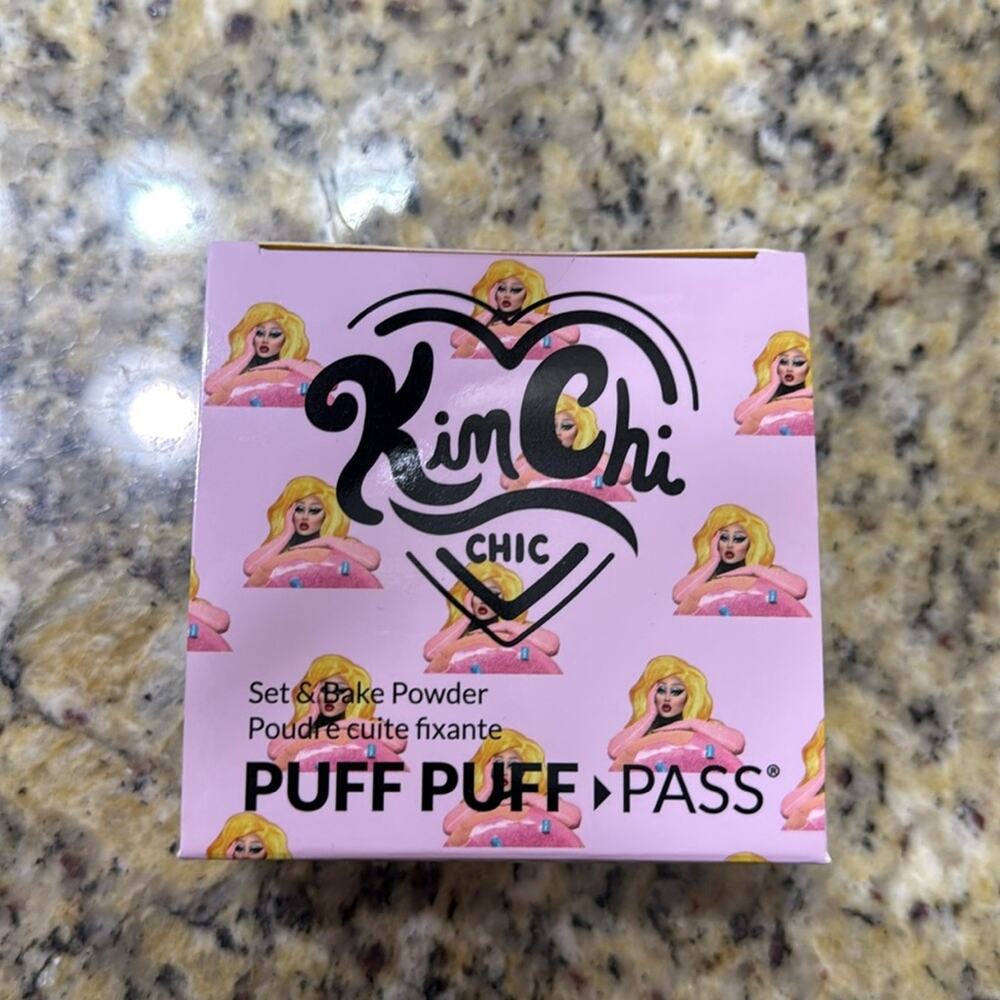 KimChi
CHIC
Set & Bake Powder
Poudre cuite fixante
PUFF PUFF PASS®